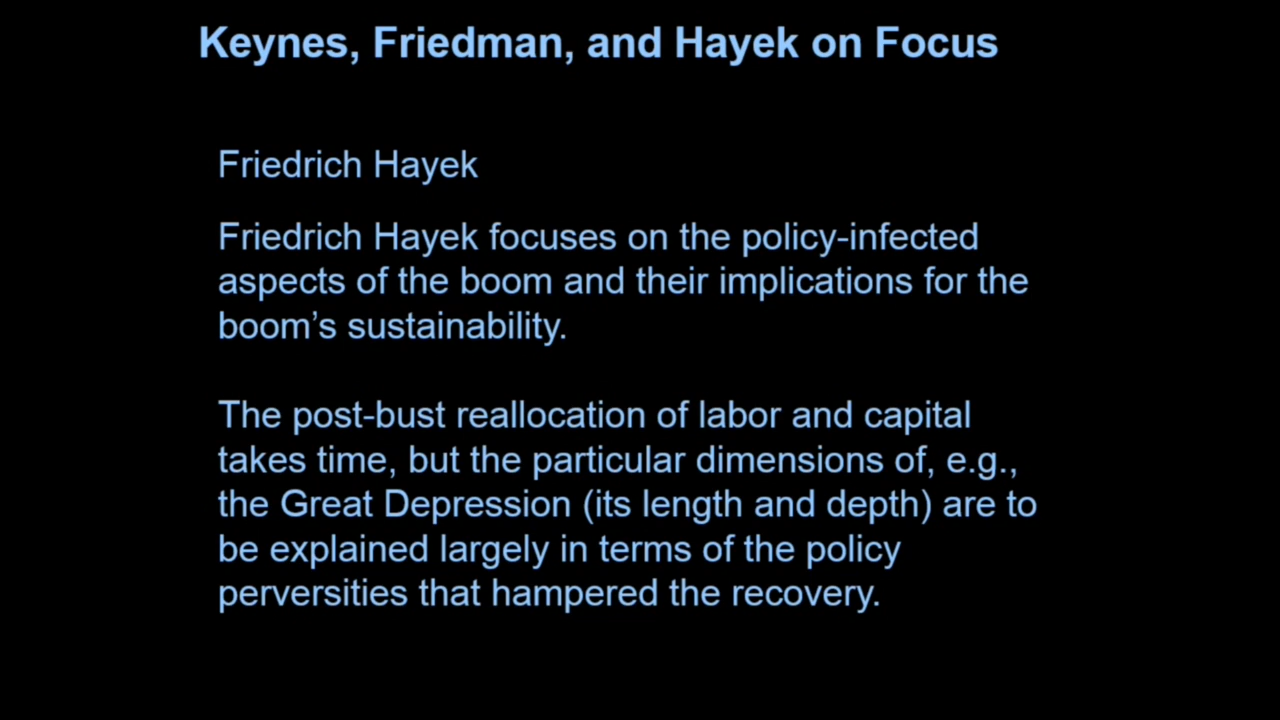 Keynes, Friedman, and Hayek on Focus
Friedrich Hayek
Friedrich Hayek focuses on the policy-infected
aspects of the boom and their implications for the
boom’s sustainability.
The post-bust reallocation of labor and capital
takes time, but the particular dimensions of, e.g.,
the Great Depression (its length and depth) are to
be explained largely in terms of the policy
perversities that hampered the recovery.